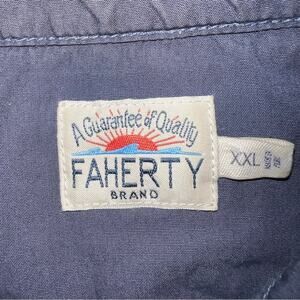 A Guarantee of Quality
FAHERTY
BRAND
XXL